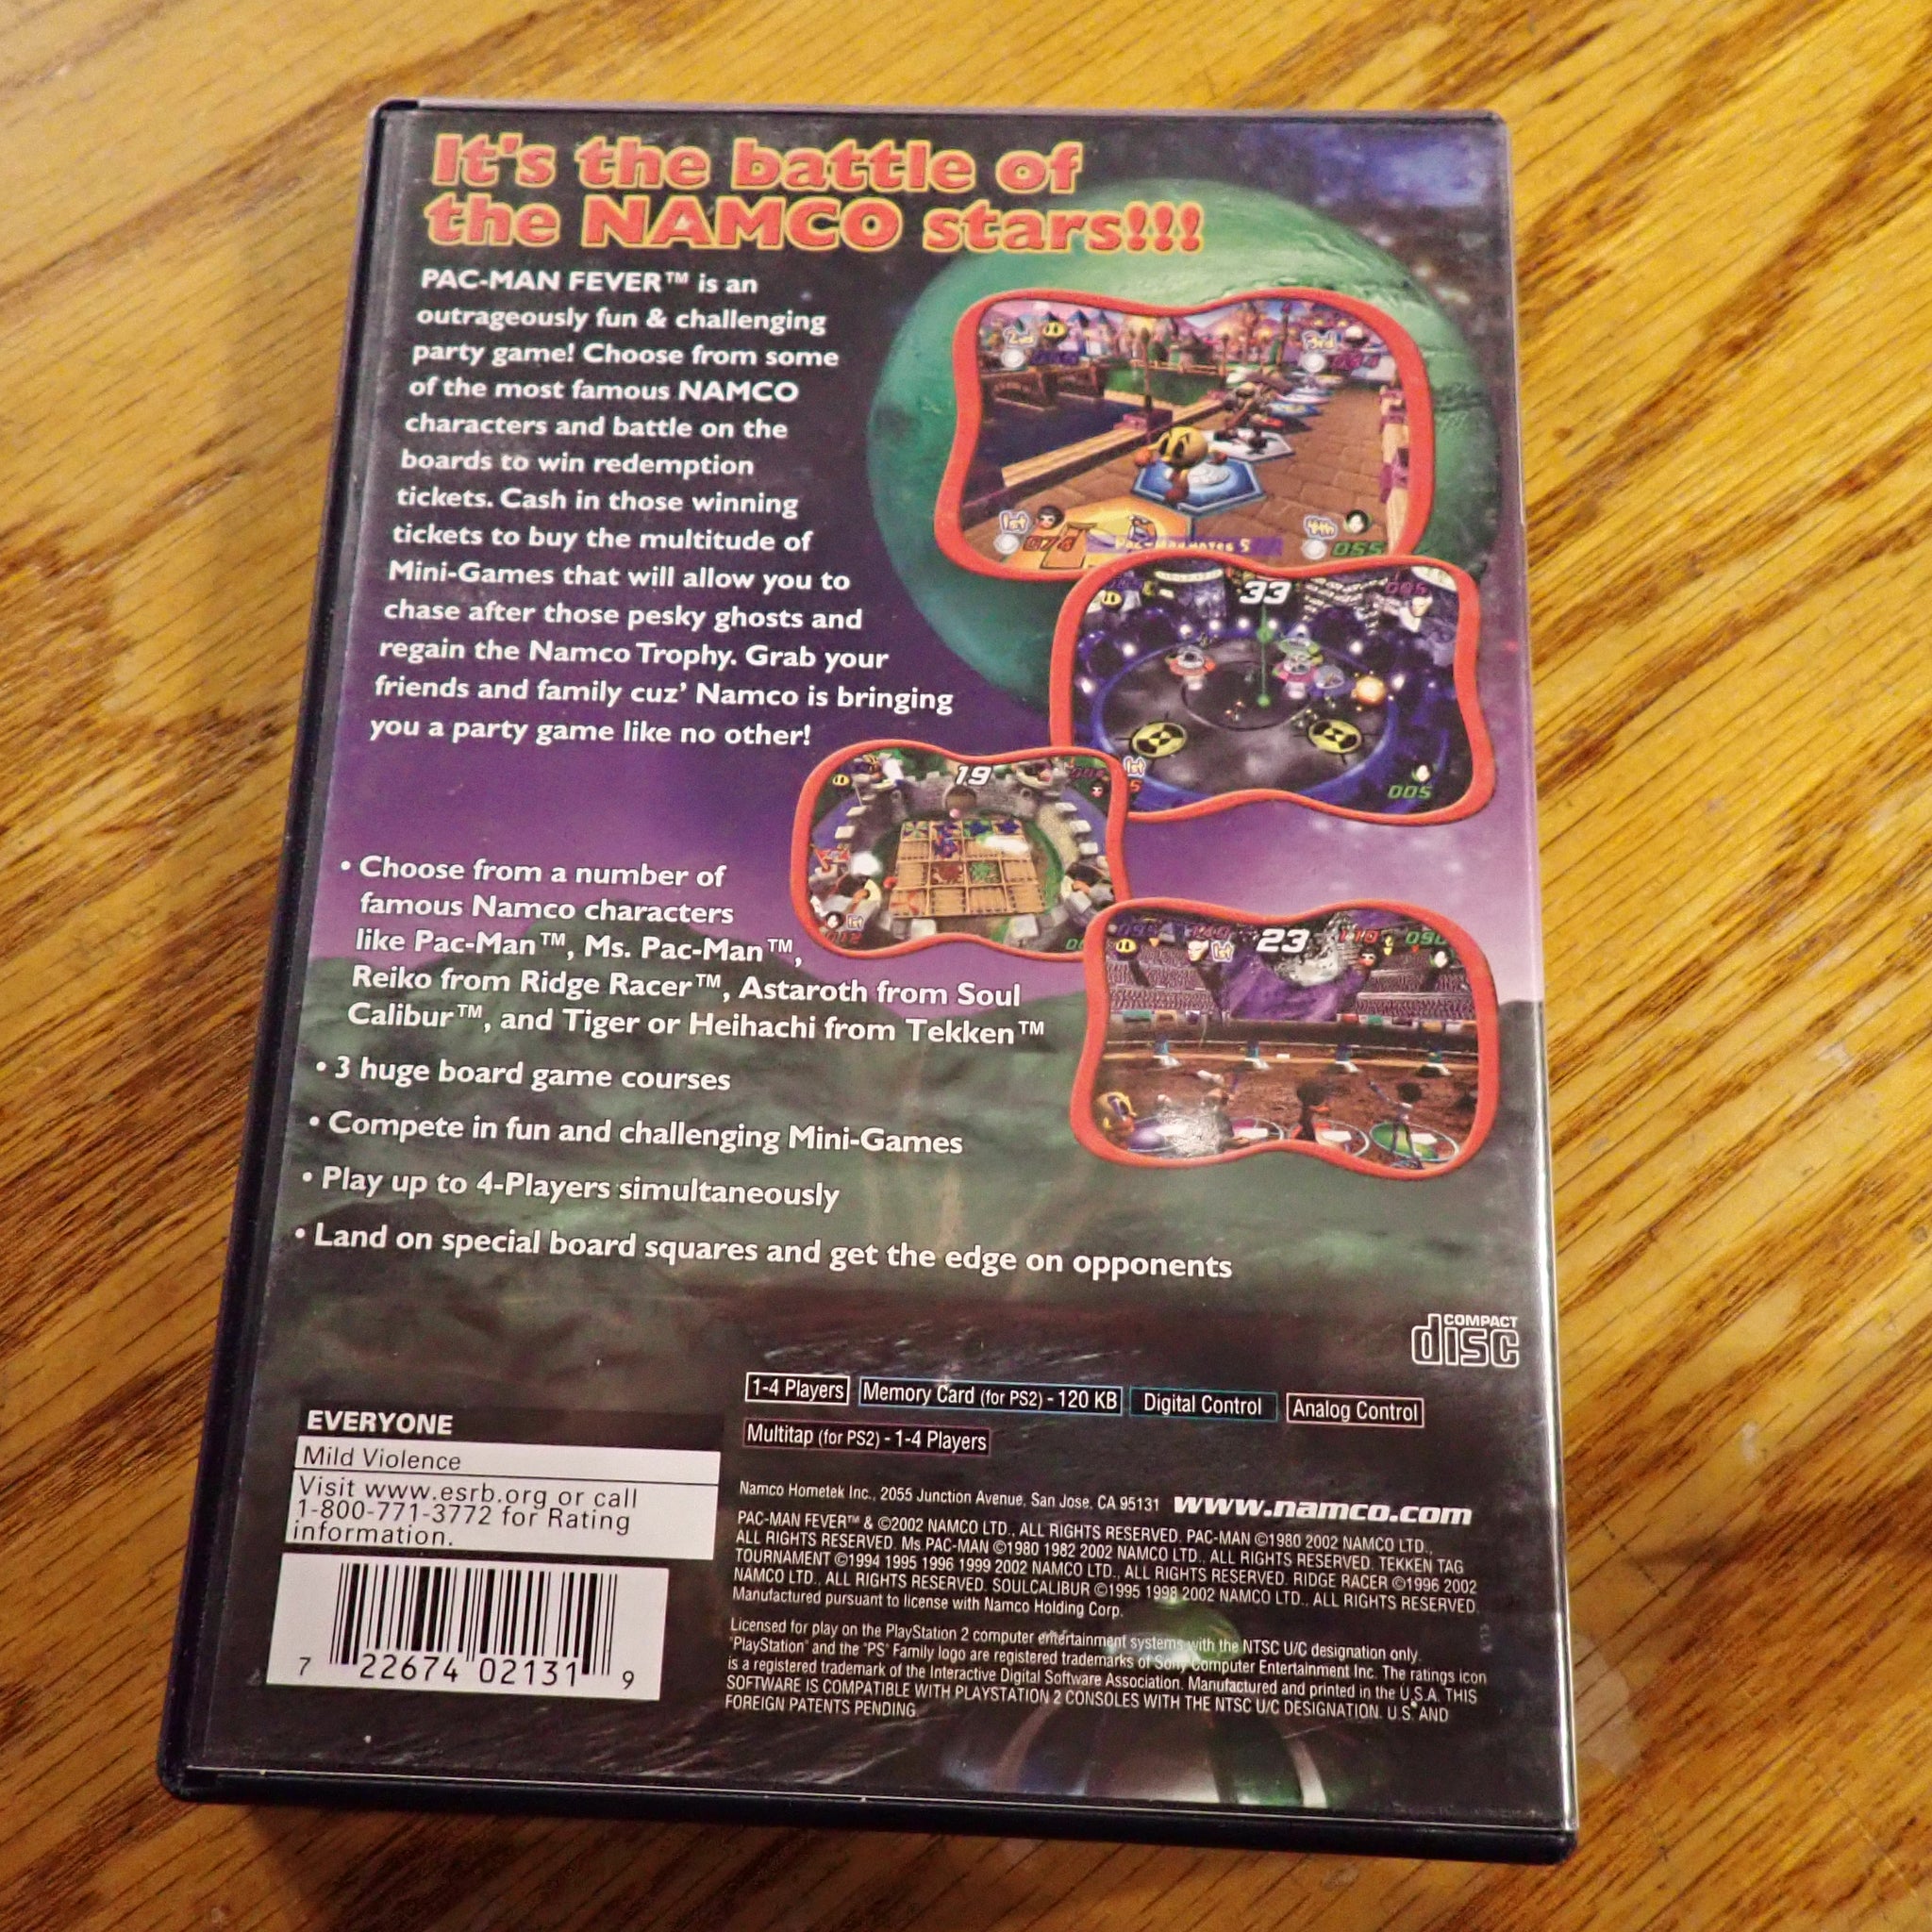 It's the battle of
the NAMCO stars!!!
PAC-MAN FEVER™ is an
outrageously fun & challenging
party game! Choose from some
of the most famous NAMCO
characters and battle on the
boards to win redemption
tickets. Cash in those winning
tickets to buy the multitude of
Mini-Games that will allow you to
chase after those pesky ghosts and
regain the Namco Trophy. Grab your
friends and family cuz' Namco is bringing
you a party game like no other!
2nd
3rd
1st
074
4th
055
33
1st
005
19
1st
23
1st
• Choose from a number of
famous Namco characters
like Pac-Man™, Ms. Pac-Man™,
Reiko from Ridge Racer™, Astaroth from Soul
Calibur™, and Tiger or Heihachi from Tekken™
• 3 huge board game courses
• Compete in fun and challenging Mini-Games
• Play up to 4-Players simultaneously
• Land on special board squares and get the edge on opponents
COMPACT
disc
1-4 Players Memory Card (for PS2) - 120 KB Digital Control Analog Control
Multitap (for PS2) - 1-4 Players
EVERYONE
Mild Violence
Visit www.esrb.org or call
1-800-771-3772 for Rating
information.
7 22674 02131 9
Namco Hometek Inc., 2055 Junction Avenue, San Jose, CA 95131 www.namco.com
PAC-MAN FEVER™ & ©2002 NAMCO LTD., ALL RIGHTS RESERVED. PAC-MAN ©1980 2002 NAMCO LTD.,
ALL RIGHTS RESERVED. Ms PAC-MAN ©1980 1982 2002 NAMCO LTD., ALL RIGHTS RESERVED. TEKKEN TAG
TOURNAMENT ©1994 1995 1996 1999 2002 NAMCO LTD., ALL RIGHTS RESERVED. RIDGE RACER ©1996 2002
NAMCO LTD., ALL RIGHTS RESERVED. SOULCALIBUR ©1995 1998 2002 NAMCO LTD., ALL RIGHTS RESERVED.
Manufactured pursuant to license with Namco Holding Corp.
Licensed for play on the PlayStation 2 computer entertainment systems with the NTSC U/C designation only.
"PlayStation" and the "PS" Family logo are registered trademarks of Sony Computer Entertainment Inc. The ratings icon
is a registered trademark of the Interactive Digital Software Association. Manufactured and printed in the U.S.A. THIS
SOFTWARE IS COMPATIBLE WITH PLAYSTATION 2 CONSOLES WITH THE NTSC U/C DESIGNATION. U.S. AND
FOREIGN PATENTS PENDING.